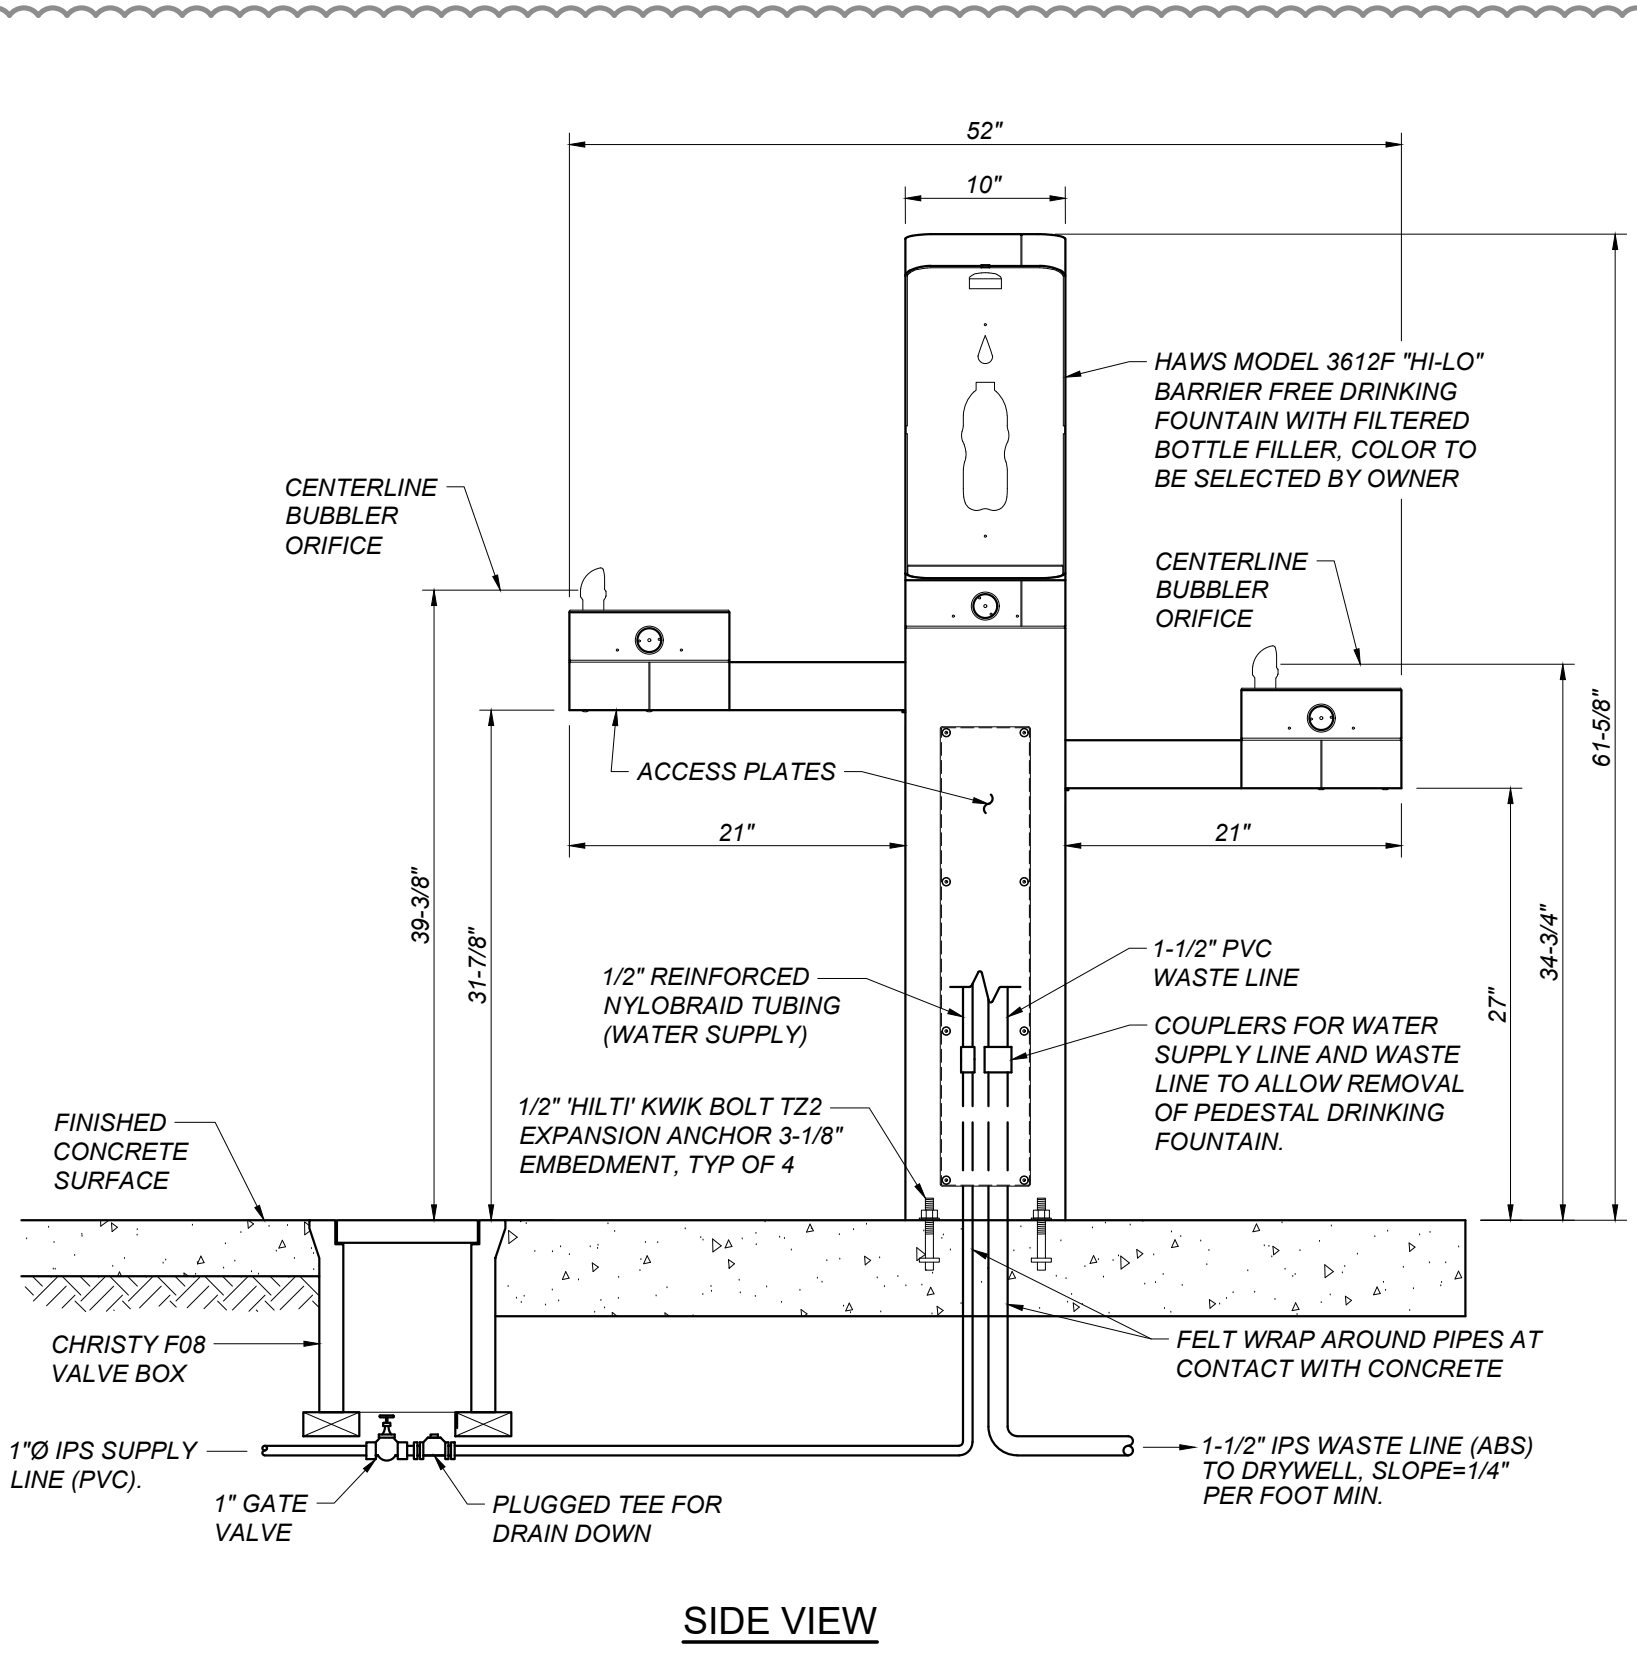 52"
10"
HAWS MODEL 3612F "HI-LO"
BARRIER FREE DRINKING
FOUNTAIN WITH FILTERED
BOTTLE FILLER, COLOR TO
BE SELECTED BY OWNER
CENTERLINE
BUBBLER
ORIFICE
CENTERLINE
BUBBLER
ORIFICE
61-5/8"
ACCESS PLATES
21"
21"
39-3/8"
31-7/8"
34-3/4"
27"
1/2" REINFORCED
NYLOBRAID TUBING
(WATER SUPPLY)
1-1/2" PVC
WASTE LINE
COUPLERS FOR WATER
SUPPLY LINE AND WASTE
LINE TO ALLOW REMOVAL
OF PEDESTAL DRINKING
FOUNTAIN.
1/2" 'HILTI' KWIK BOLT TZ2
EXPANSION ANCHOR 3-1/8"
EMBEDMENT, TYP OF 4
FINISHED
CONCRETE
SURFACE
CHRISTY F08
VALVE BOX
FELT WRAP AROUND PIPES AT
CONTACT WITH CONCRETE
1"Ø IPS SUPPLY
LINE (PVC).
1" GATE
VALVE
PLUGGED TEE FOR
DRAIN DOWN
1-1/2" IPS WASTE LINE (ABS)
TO DRYWELL, SLOPE=1/4"
PER FOOT MIN.
SIDE VIEW